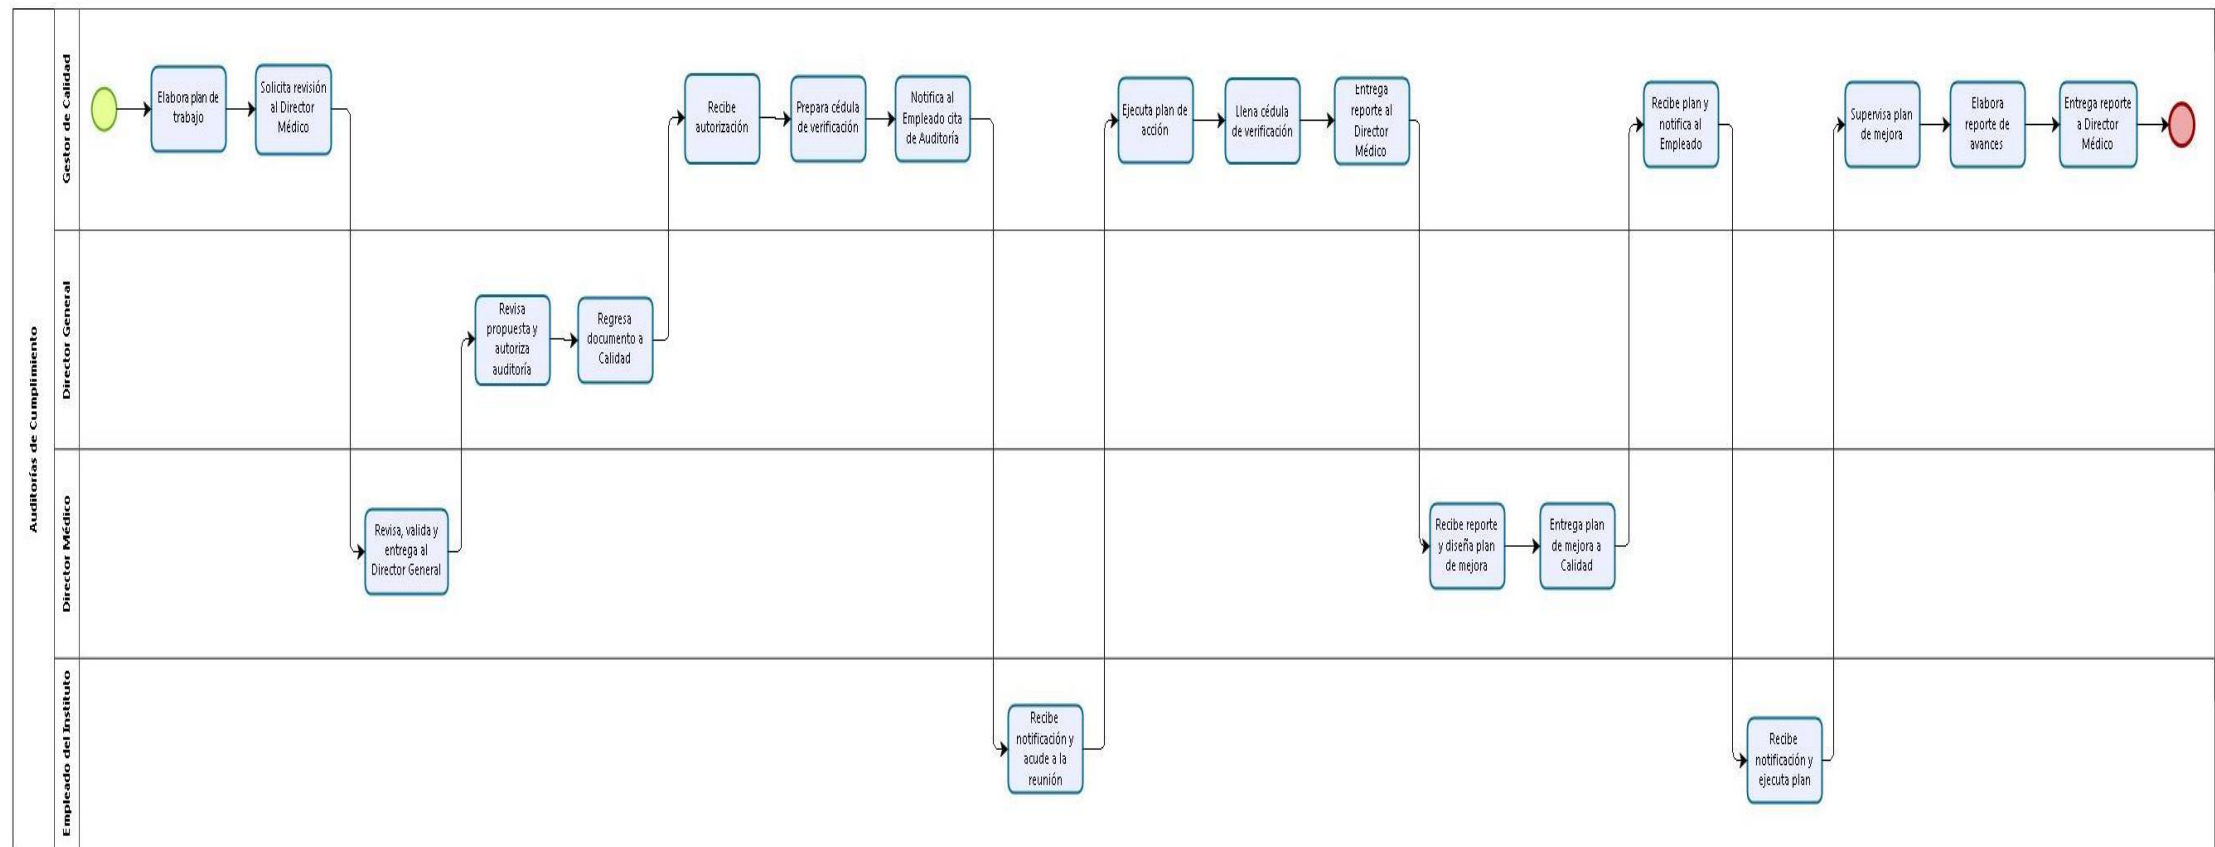 Auditorías de Cumplimiento
Gestor de Calidad
Elabora plan de
trabajo
Solicita revisión
al Director
Médico
Recibe
autorización
Prepara cédula
de verificación
Notifica al
Empleado cita
de Auditoría
Ejecuta plan de
acción
Llena cédula
de verificación
Entrega
reporte al
Director
Médico
Recibe plan y
notifica al
Empleado
Supervisa plan
de mejora
Elabora
reporte de
avances
Entrega reporte
a Director
Médico
Director General
Revisa
propuesta y
autoriza
auditoría
Regresa
documento a
Calidad
Director Médico
Revisa, valida y
entrega al
Director General
Recibe reporte
y diseña plan
de mejora
Entrega plan
de mejora a
Calidad
Empleado del Instituto
Recibe
notificación y
acude a la
reunión
Recibe
notificación y
ejecuta plan